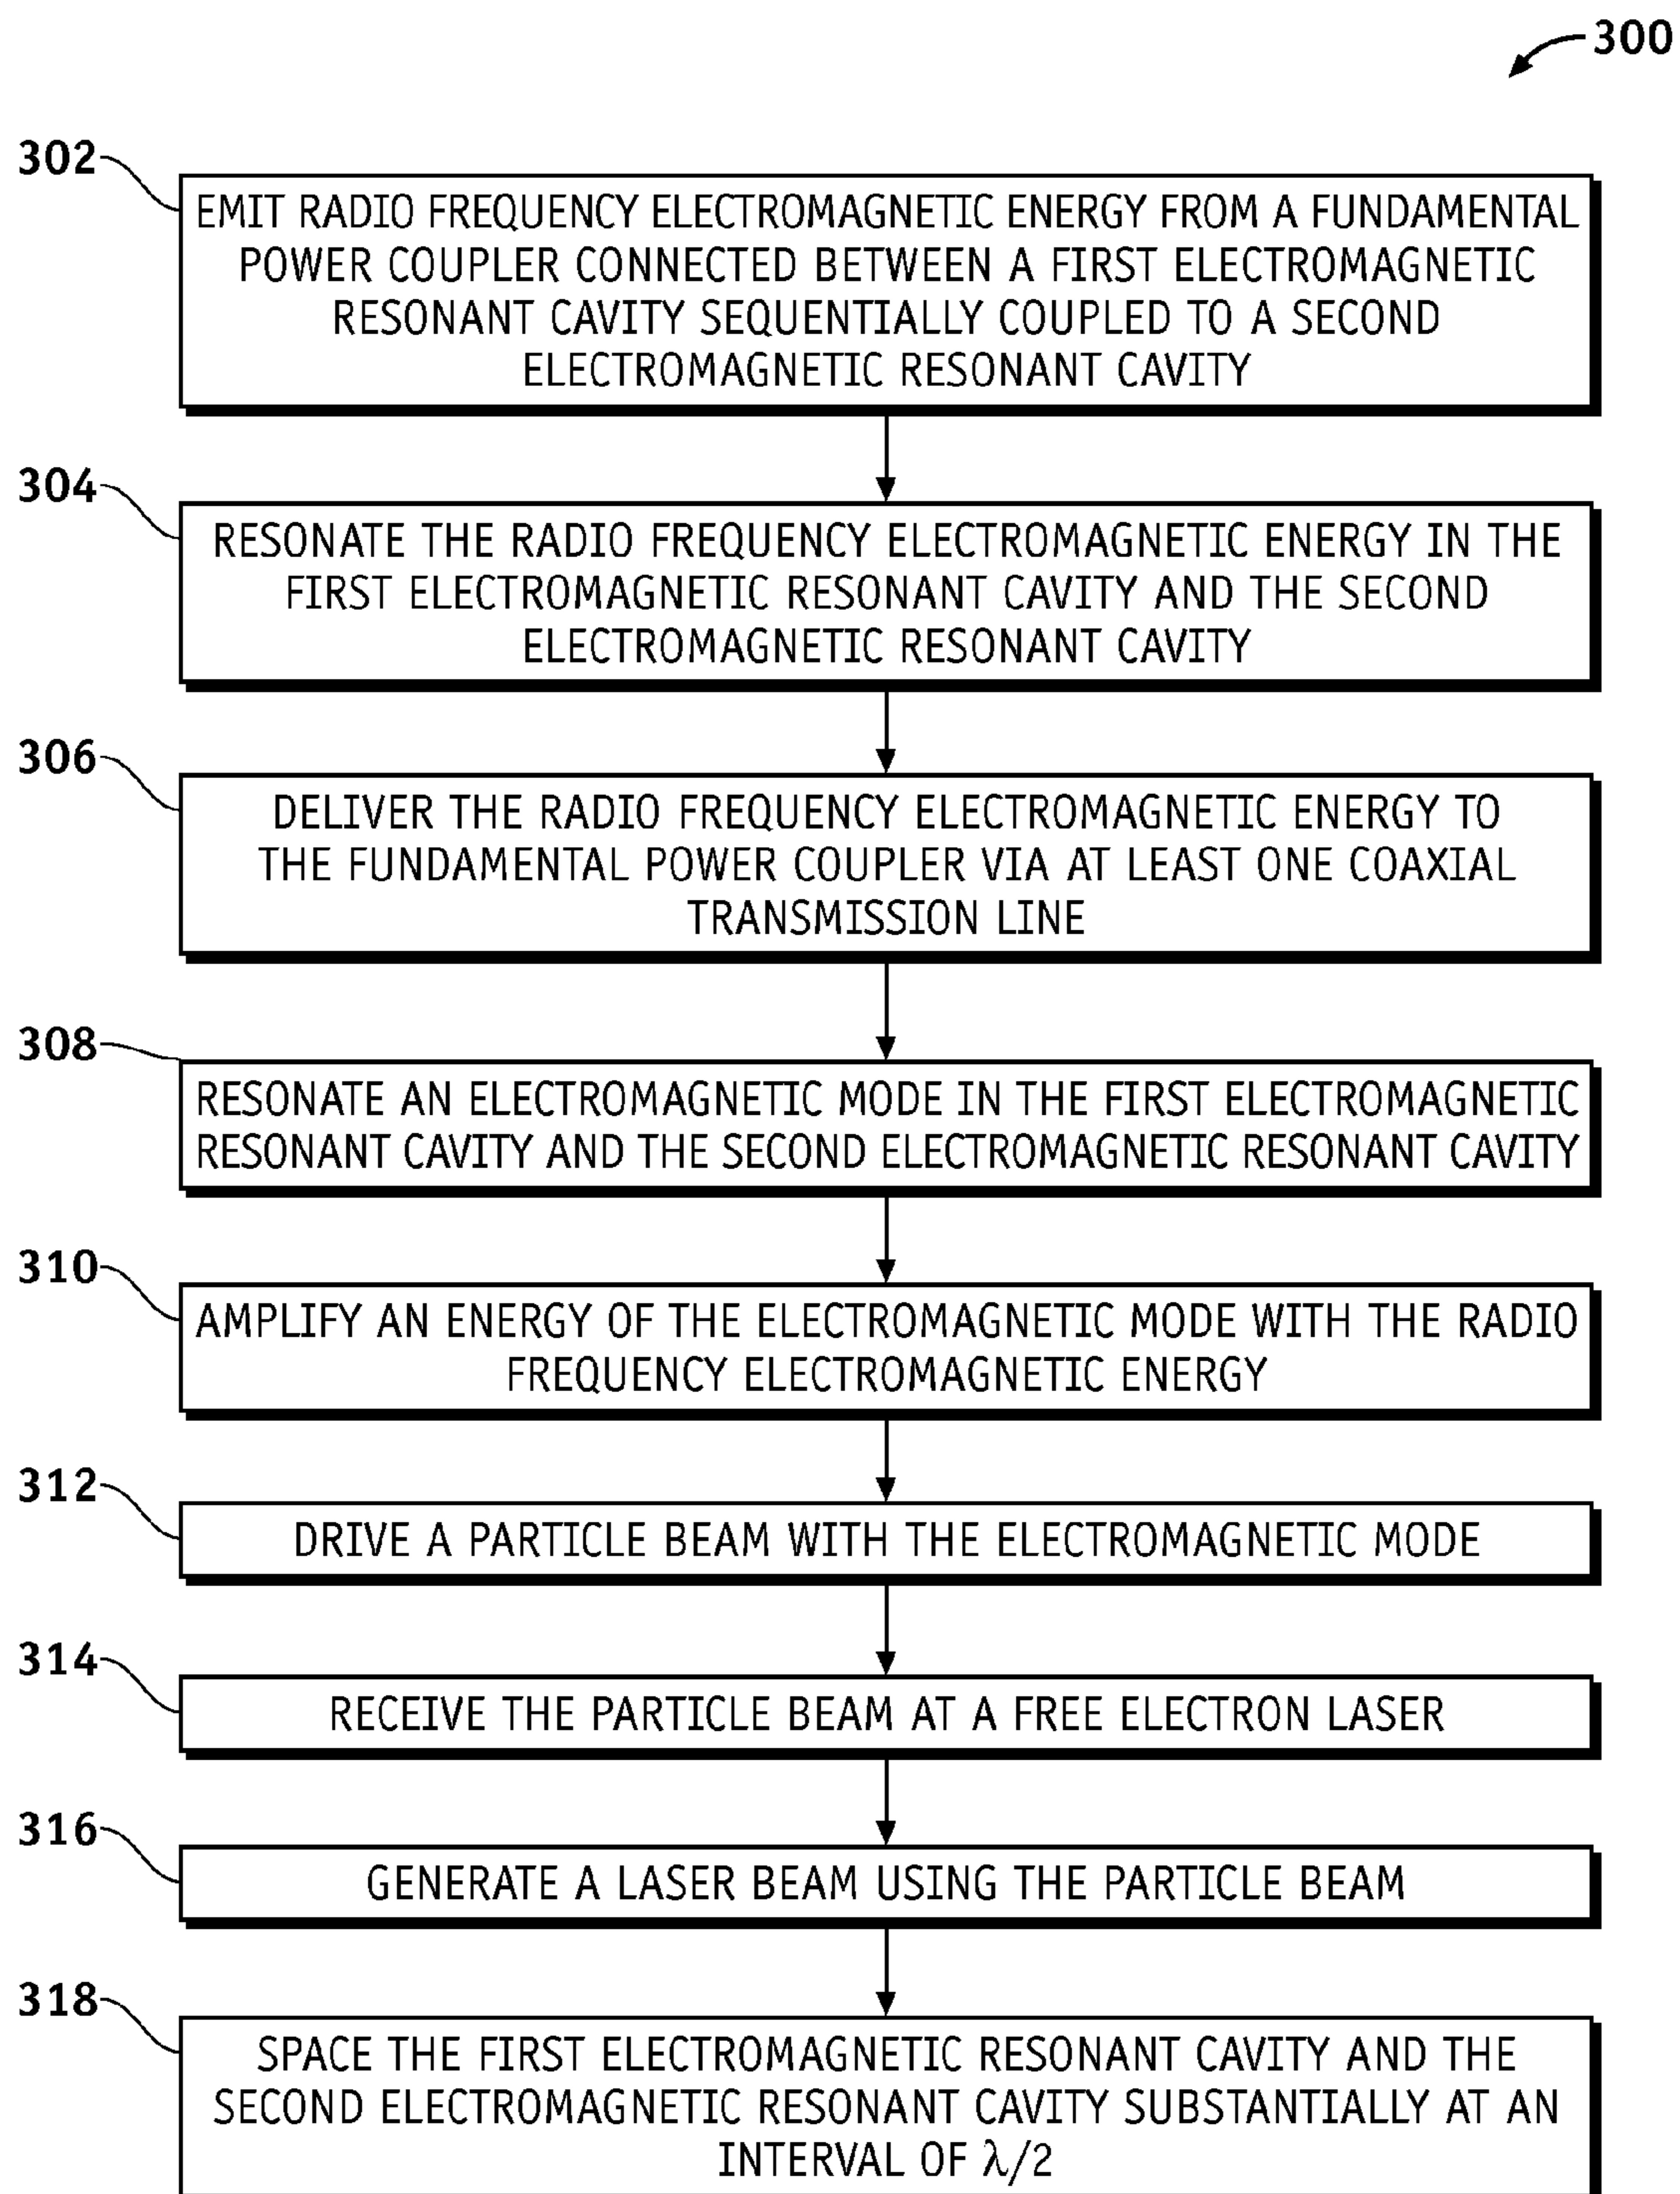 300
302
EMIT RADIO FREQUENCY ELECTROMAGNETIC ENERGY FROM A FUNDAMENTAL
POWER COUPLER CONNECTED BETWEEN A FIRST ELECTROMAGNETIC
RESONANT CAVITY SEQUENTIALLY COUPLED TO A SECOND
ELECTROMAGNETIC RESONANT CAVITY
304
RESONATE THE RADIO FREQUENCY ELECTROMAGNETIC ENERGY IN THE
FIRST ELECTROMAGNETIC RESONANT CAVITY AND THE SECOND
ELECTROMAGNETIC RESONANT CAVITY
306
DELIVER THE RADIO FREQUENCY ELECTROMAGNETIC ENERGY TO
THE FUNDAMENTAL POWER COUPLER VIA AT LEAST ONE COAXIAL
TRANSMISSION LINE
308
RESONATE AN ELECTROMAGNETIC MODE IN THE FIRST ELECTROMAGNETIC
RESONANT CAVITY AND THE SECOND ELECTROMAGNETIC RESONANT CAVITY
310
AMPLIFY AN ENERGY OF THE ELECTROMAGNETIC MODE WITH THE RADIO
FREQUENCY ELECTROMAGNETIC ENERGY
312
DRIVE A PARTICLE BEAM WITH THE ELECTROMAGNETIC MODE
314
RECEIVE THE PARTICLE BEAM AT A FREE ELECTRON LASER
316
GENERATE A LASER BEAM USING THE PARTICLE BEAM
318
SPACE THE FIRST ELECTROMAGNETIC RESONANT CAVITY AND THE
SECOND ELECTROMAGNETIC RESONANT CAVITY SUBSTANTIALLY AT AN
INTERVAL OF λ/2